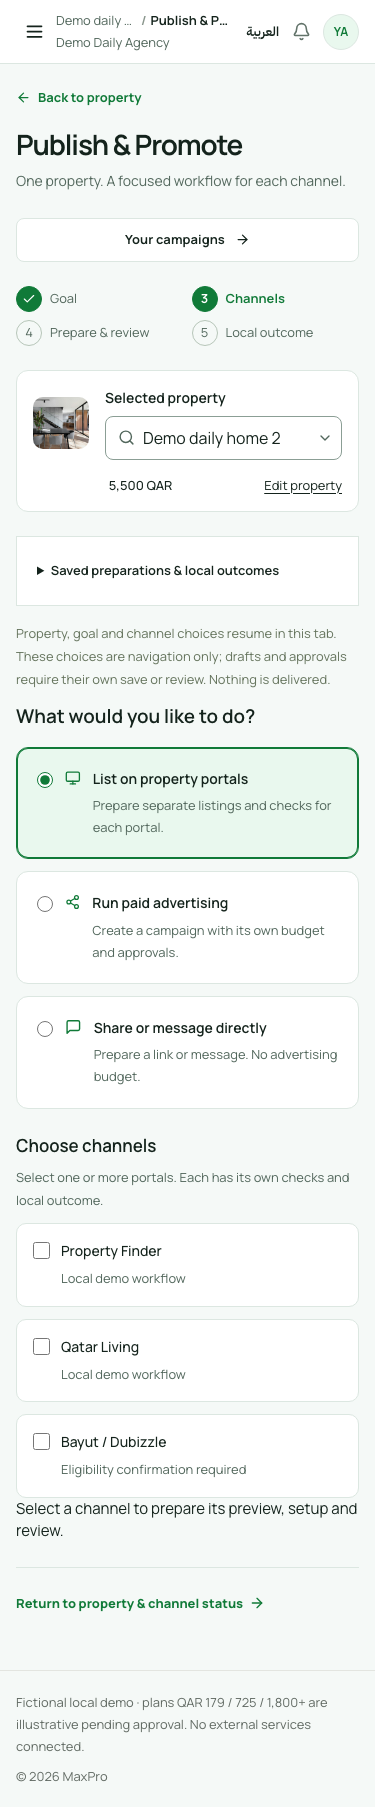 Demo daily ... / Publish & P...
Demo Daily Agency
العربية
YA
Back to property
Publish & Promote
One property. A focused workflow for each channel.
Your campaigns
Goal
3 Channels
4 Prepare & review
5 Local outcome
Selected property
Demo daily home 2
5,500 QAR
Edit property
Saved preparations & local outcomes
Property, goal and channel choices resume in this tab.
These choices are navigation only; drafts and approvals
require their own save or review. Nothing is delivered.
What would you like to do?
List on property portals
Prepare separate listings and checks for
each portal.
Run paid advertising
Create a campaign with its own budget
and approvals.
Share or message directly
Prepare a link or message. No advertising
budget.
Choose channels
Select one or more portals. Each has its own checks and
local outcome.
Property Finder
Local demo workflow
Qatar Living
Local demo workflow
Bayut / Dubizzle
Eligibility confirmation required
Select a channel to prepare its preview, setup and
review.
Return to property & channel status
Fictional local demo · plans QAR 179 / 725 / 1,800+ are
illustrative pending approval. No external services
connected.
© 2026 MaxPro